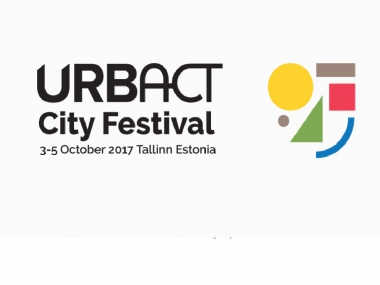 URBACT
City Festival
3-5 October 2017 Tallinn Estonia